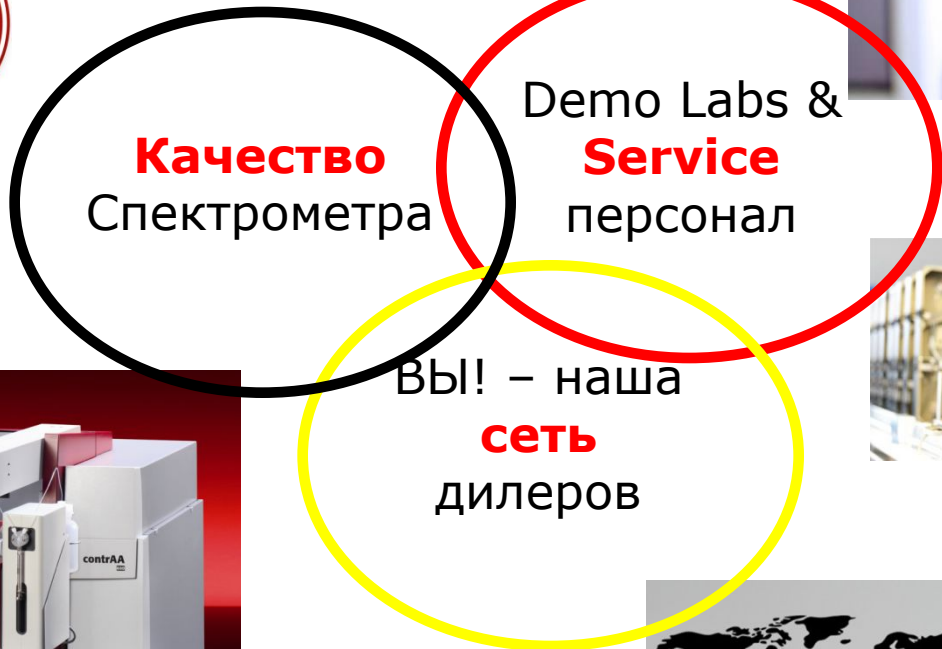 Качество
Спектрометра
Demo Labs &
Service
персонал
ВЫ! – наша
сеть
дилеров
contrAA